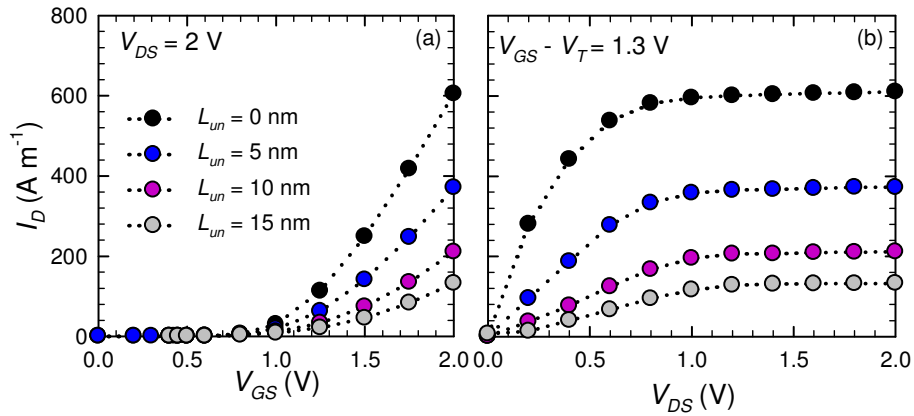 V_DS = 2 V (a)
V_GS - V_T = 1.3 V (b)
800
600
400
200
0
I_D (A m⁻¹)
L_un = 0 nm
L_un = 5 nm
L_un = 10 nm
L_un = 15 nm
0.0 0.5 1.0 1.5 2.0
0.0 0.5 1.0 1.5 2.0
V_GS (V)
V_DS (V)